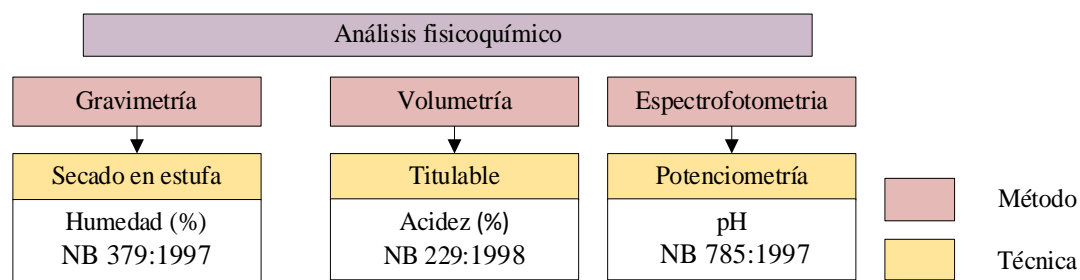 Análisis fisicoquímico
Gravimetría
Volumetría
Espectrofotometria
Secado en estufa
Titulable
Potenciometría
Humedad (%)
NB 379:1997
Acidez (%)
NB 229:1998
pH
NB 785:1997
Método
Técnica